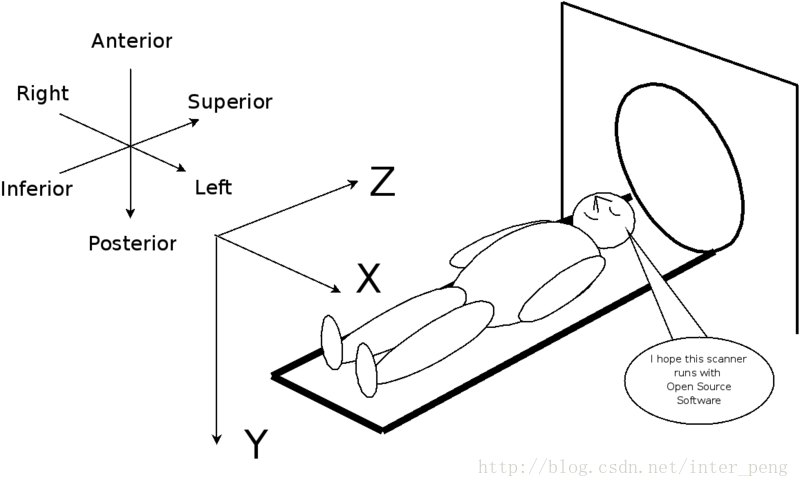 Anterior
Right
Superior
Inferior
Left
Posterior
Z
X
Y
I hope this scanner
runs with
Open Source
Software
http://blog.csdn.net/inter_peng